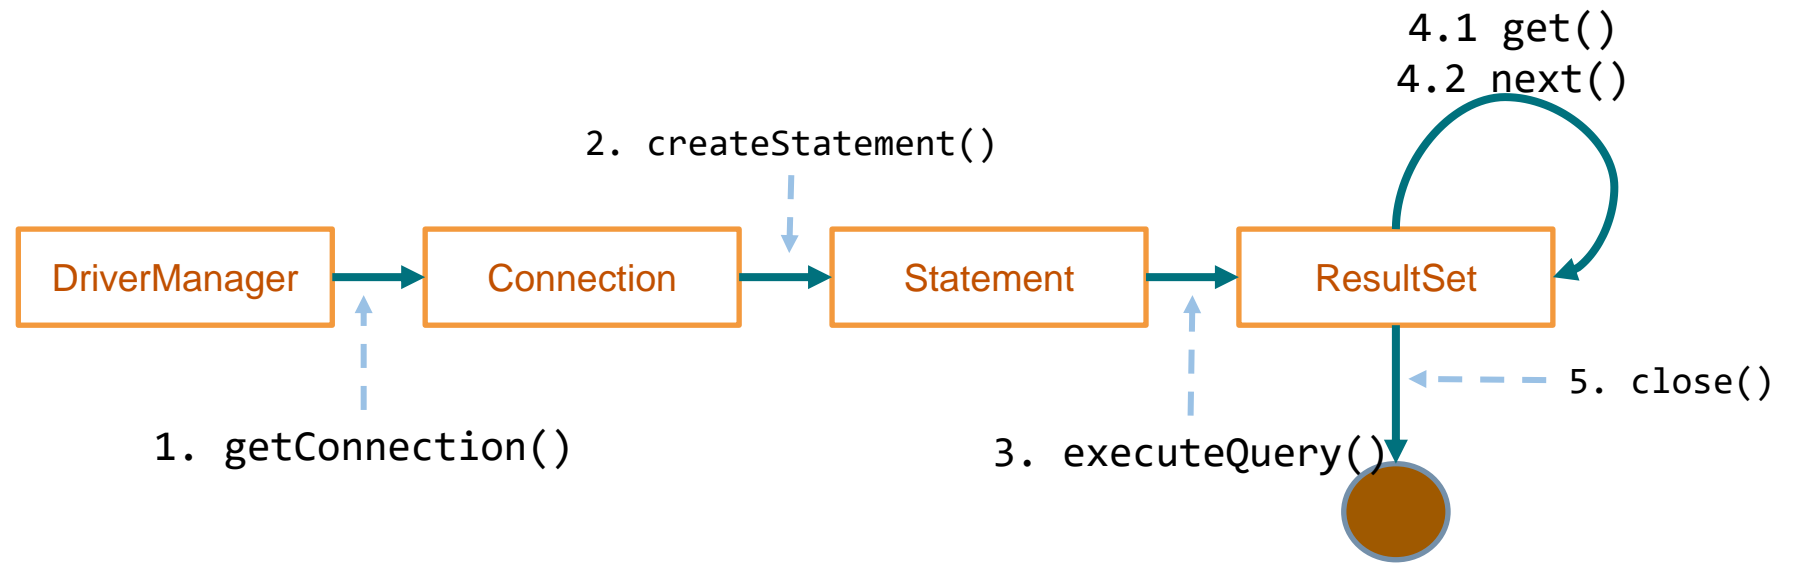 4.1 get()
4.2 next()
2. createStatement()
DriverManager
Connection
Statement
ResultSet
5. close()
1. getConnection()
3. executeQuery()